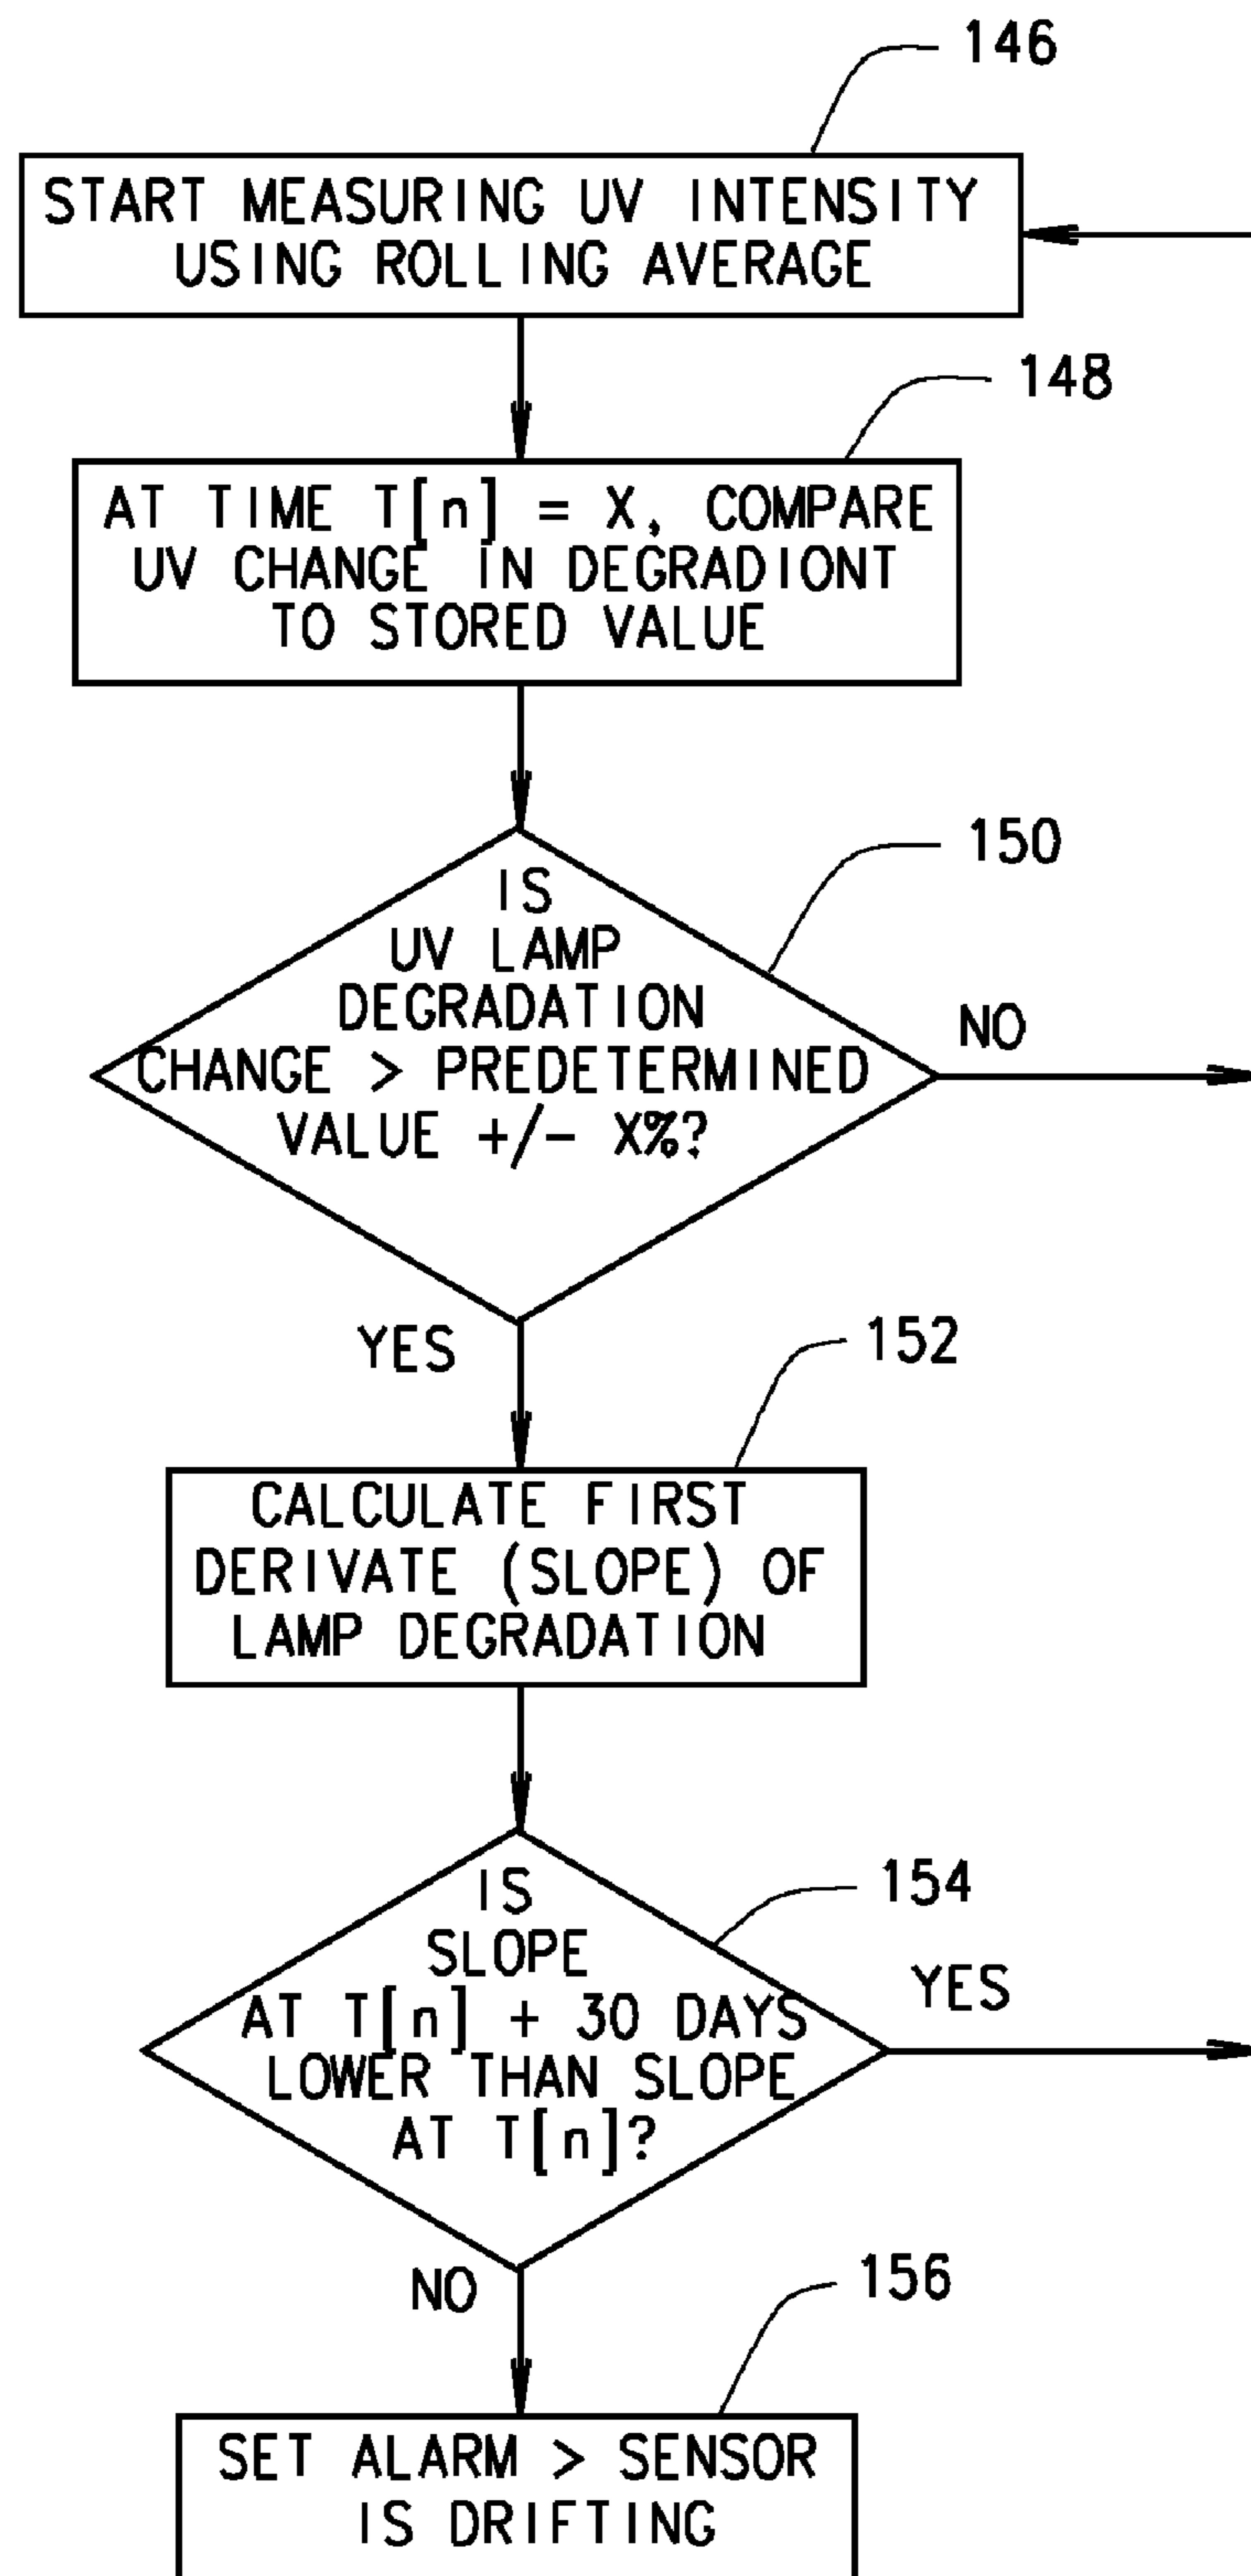 146
START MEASURING UV INTENSITY
USING ROLLING AVERAGE
148
AT TIME T[n] = X, COMPARE
UV CHANGE IN DEGRADIONT
TO STORED VALUE
150
IS
UV LAMP
DEGRADATION
CHANGE > PREDETERMINED
VALUE +/- X%?
NO
YES
152
CALCULATE FIRST
DERIVATE (SLOPE) OF
LAMP DEGRADATION
154
IS
SLOPE
AT T[n] + 30 DAYS
LOWER THAN SLOPE
AT T[n]?
YES
NO
156
SET ALARM > SENSOR
IS DRIFTING